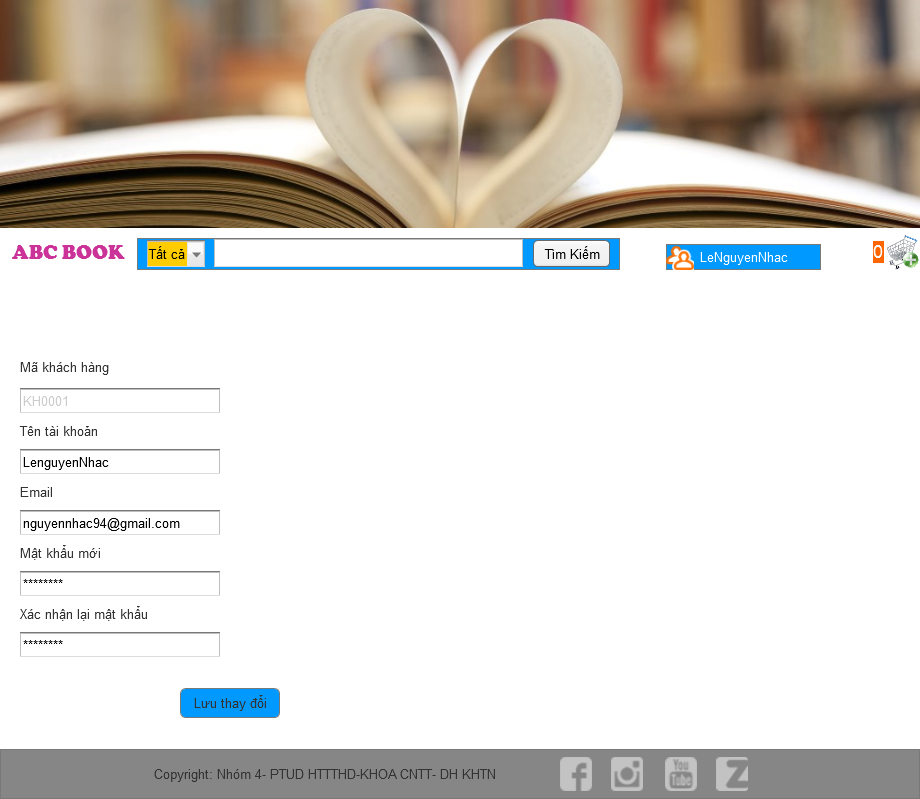 ABC BOOK
Tất cả
Tìm Kiếm
LeNguyenNhac
0
Mã khách hàng
KH0001
Tên tài khoản
LenguyenNhac
Email
nguyennhac94@gmail.com
Mật khẩu mới
********
Xác nhận lại mật khẩu
********
Lưu thay đổi
Copyright: Nhóm 4- PTUD HTTTHD-KHOA CNTT- DH KHTN
You
Tube